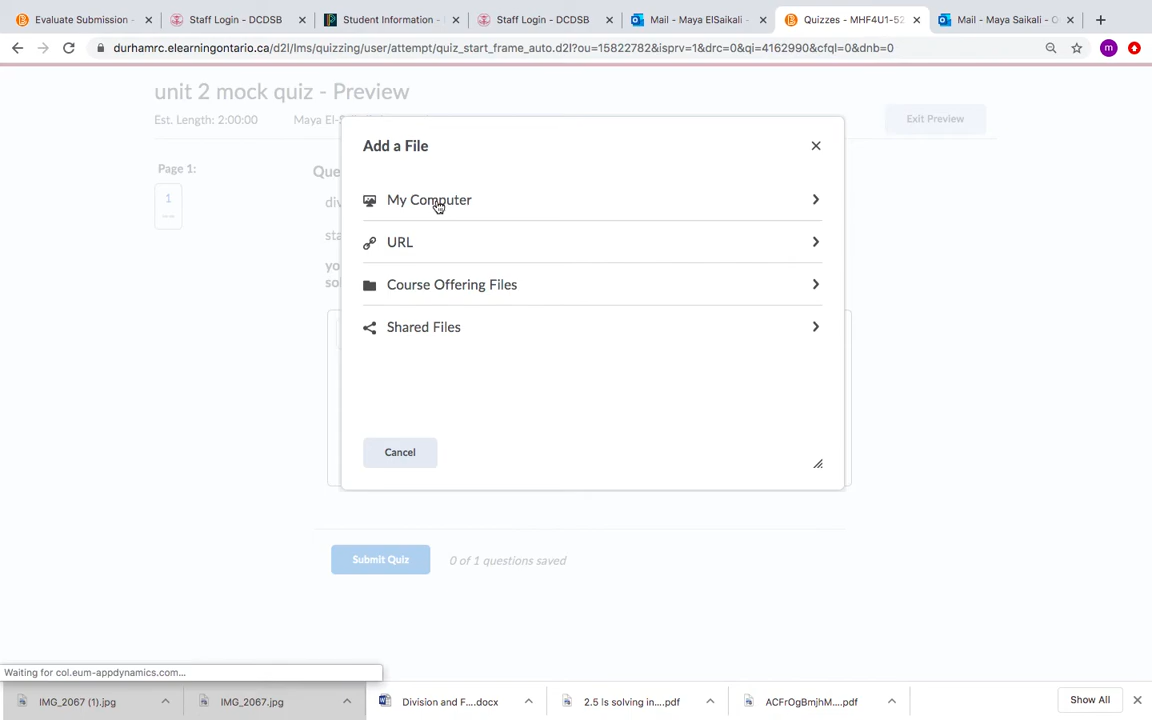 Evaluate Submission -
Staff Login - DCDSB
Student Information -
Staff Login - DCDSB
Mail - Maya ElSaikali -
Quizzes - MHF4U1-52
Mail - Maya Saikali - O
durhamrc.elearningontario.ca/d2l/lms/quizzing/user/attempt/quiz_start_frame_auto.d2l?ou=15822782&isprv=1&drc=0&qi=4162990&cfql=0&dnb=0
m
unit 2 mock quiz - Preview
Est. Length: 2:00:00
Maya El-S
Exit Preview
Page 1:
1
--
Que
div
sta
yo
so
Add a File
My Computer
URL
Course Offering Files
Shared Files
Cancel
Submit Quiz
0 of 1 questions saved
Waiting for col.eum-appdynamics.com...
IMG_2067 (1).jpg
IMG_2067.jpg
Division and F....docx
2.5 ls solving in....pdf
ACFrOgBmjhM....pdf
Show All